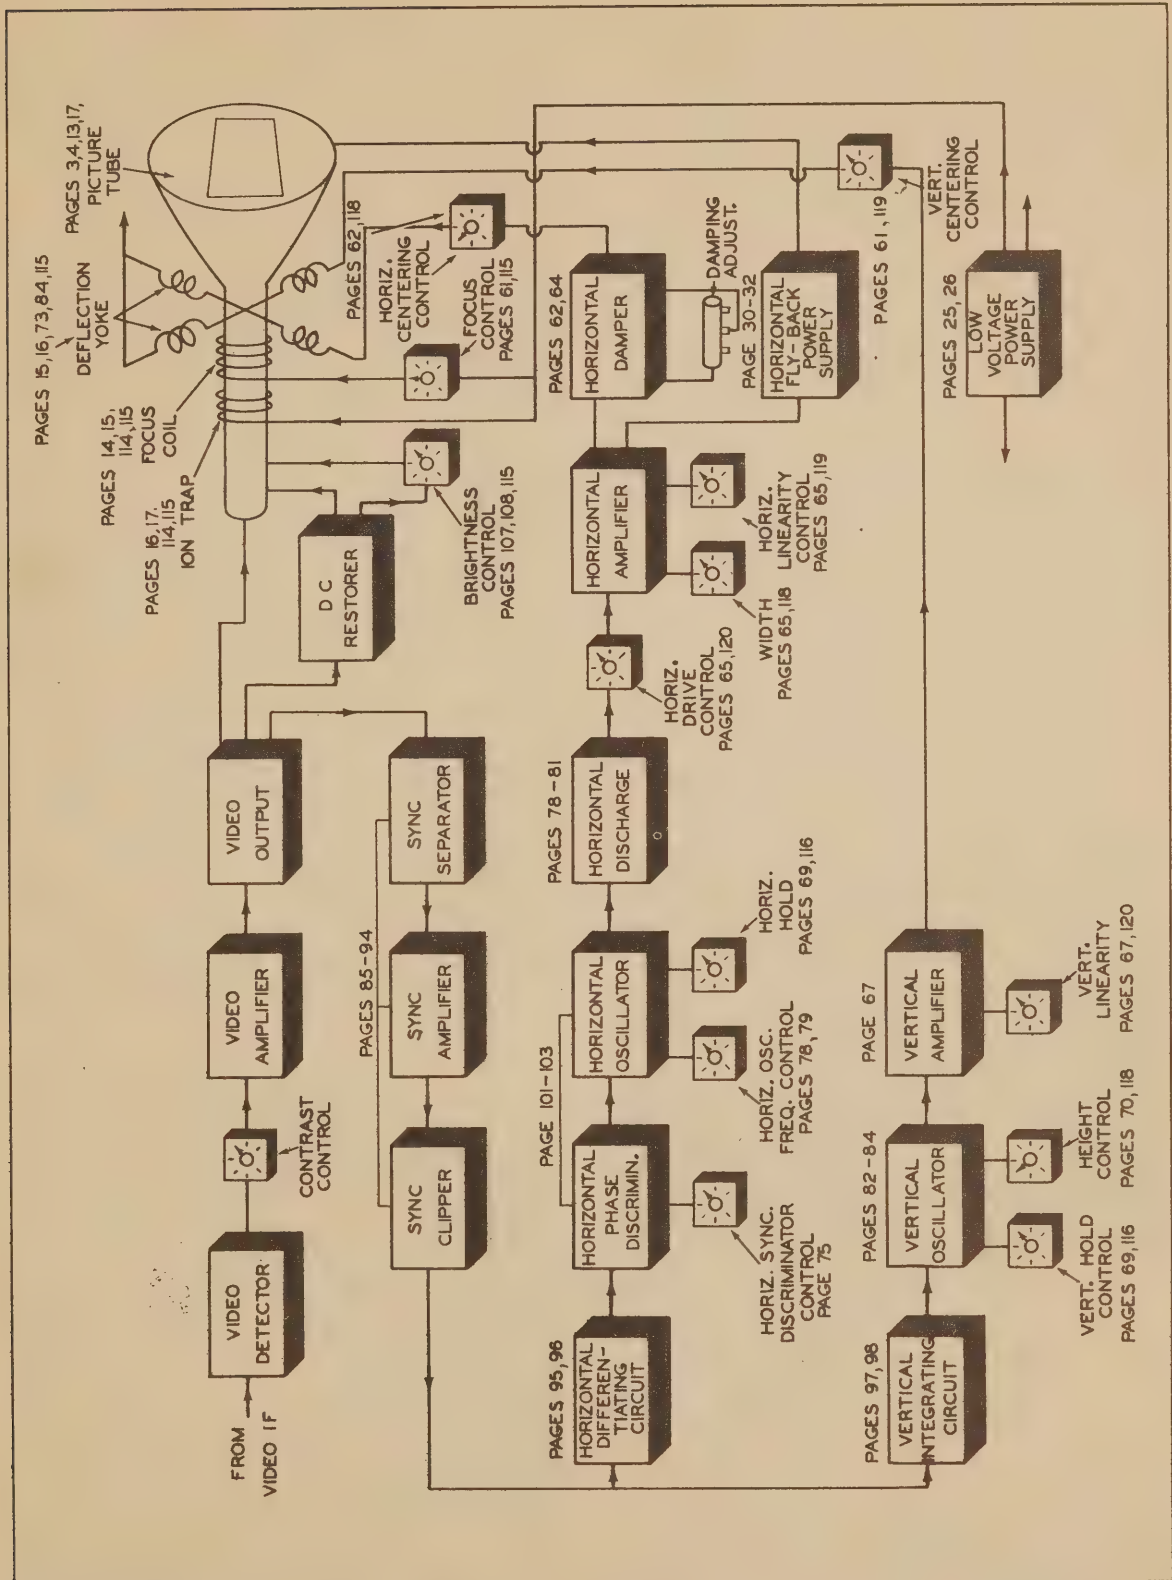 FROM
VIDEO IF
VIDEO
DETECTOR
CONTRAST
CONTROL
VIDEO
AMPLIFIER
VIDEO
OUTPUT
D C
RESTORER
PAGES 16,17.
114,115
ION TRAP
PAGES 14,15,
114,115
FOCUS
COIL
PAGES 15,16,73,84,115
DEFLECTION
YOKE
PAGES 3,4,13,17,
PICTURE
TUBE
PAGES 85-94
SYNC
CLIPPER
SYNC
AMPLIFIER
SYNC
SEPARATOR
BRIGHTNESS
CONTROL
PAGES 107,108,115
PAGES 62,118
HORIZ.
CENTERING
CONTROL
FOCUS
CONTROL
PAGES 61,115
PAGES 95,96
HORIZONTAL
DIFFEREN-
TIATING
CIRCUIT
PAGE 101-103
HORIZONTAL
PHASE
DISCRIMIN.
HORIZONTAL
OSCILLATOR
PAGES 78-81
HORIZONTAL
DISCHARGE
HORIZ.
DRIVE
CONTROL
PAGES 65,120
HORIZONTAL
AMPLIFIER
PAGES 62,64
HORIZONTAL
DAMPER
DAMPING
ADJUST.
PAGE 30-32
HORIZONTAL
FLY-BACK
POWER
SUPPLY
HORIZ. SYNC.
DISCRIMINATOR
CONTROL
PAGE 75
HORIZ. OSC.
FREQ. CONTROL
PAGES 78,79
HORIZ.
HOLD
PAGES 69,116
WIDTH
PAGES 65,118
HORIZ.
LINEARITY
CONTROL
PAGES 65,119
PAGES 61,119
VERT.
CENTERING
CONTROL
PAGES 97,98
VERTICAL
INTEGRATING
CIRCUIT
PAGES 82-84
VERTICAL
OSCILLATOR
PAGE 67
VERTICAL
AMPLIFIER
PAGES 25,26
LOW
VOLTAGE
POWER
SUPPLY
VERT. HOLD
CONTROL
PAGES 69,116
HEIGHT
CONTROL
PAGES 70,118
VERT.
LINEARITY
PAGES 67,120